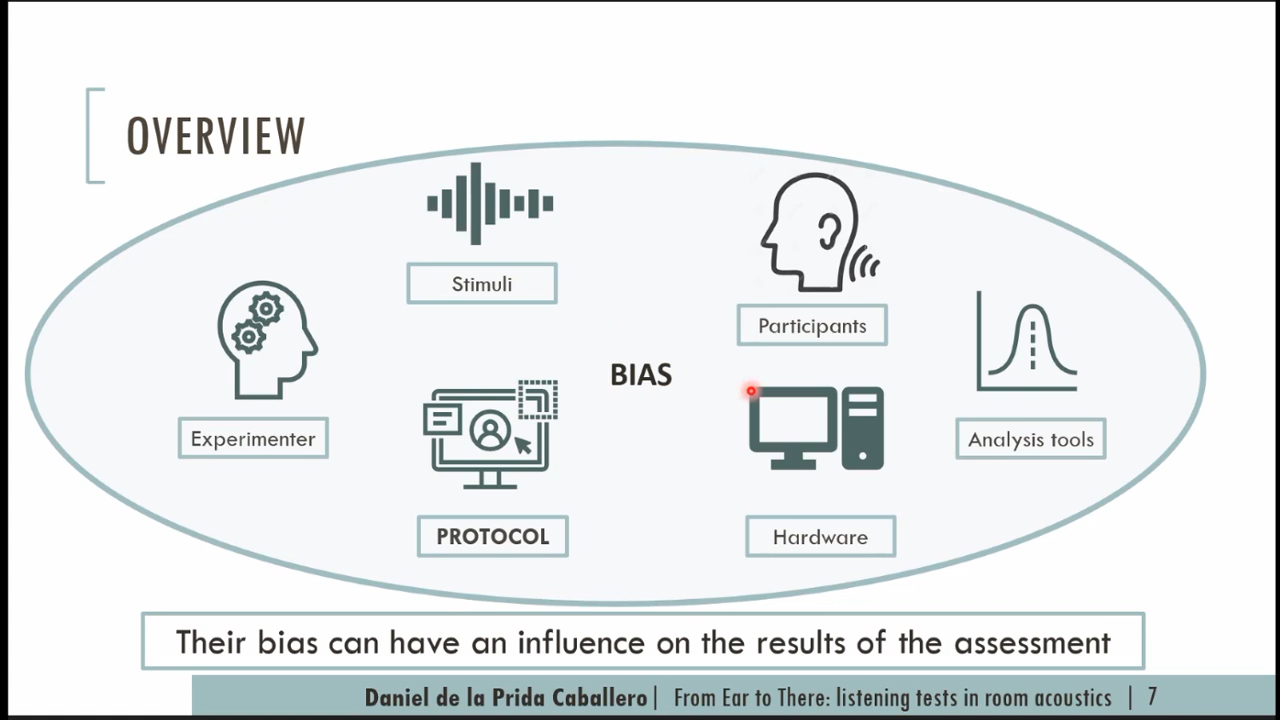 OVERVIEW
Stimuli
Participants
BIAS
Experimenter
Analysis tools
PROTOCOL
Hardware
Their bias can have an influence on the results of the assessment
Daniel de la Prida Caballero | From Ear to There: listening tests in room acoustics | 7